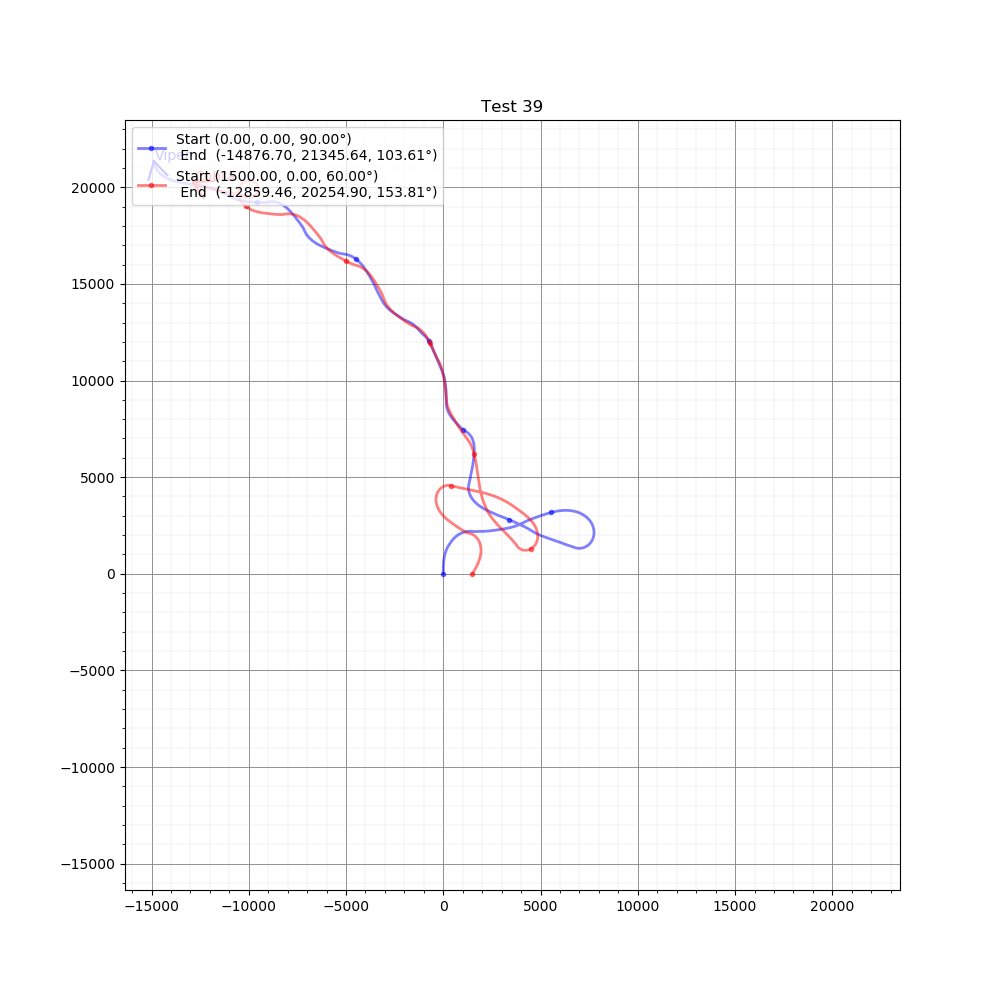 Test 39
Start (0.00, 0.00, 90.00°)
End  (-14876.70, 21345.64, 103.61°)
Start (1500.00, 0.00, 60.00°)
End  (-12859.46, 20254.90, 153.81°)
20000
15000
10000
5000
0
−5000
−10000
−15000
−15000 −10000 −5000 0 5000 10000 15000 20000